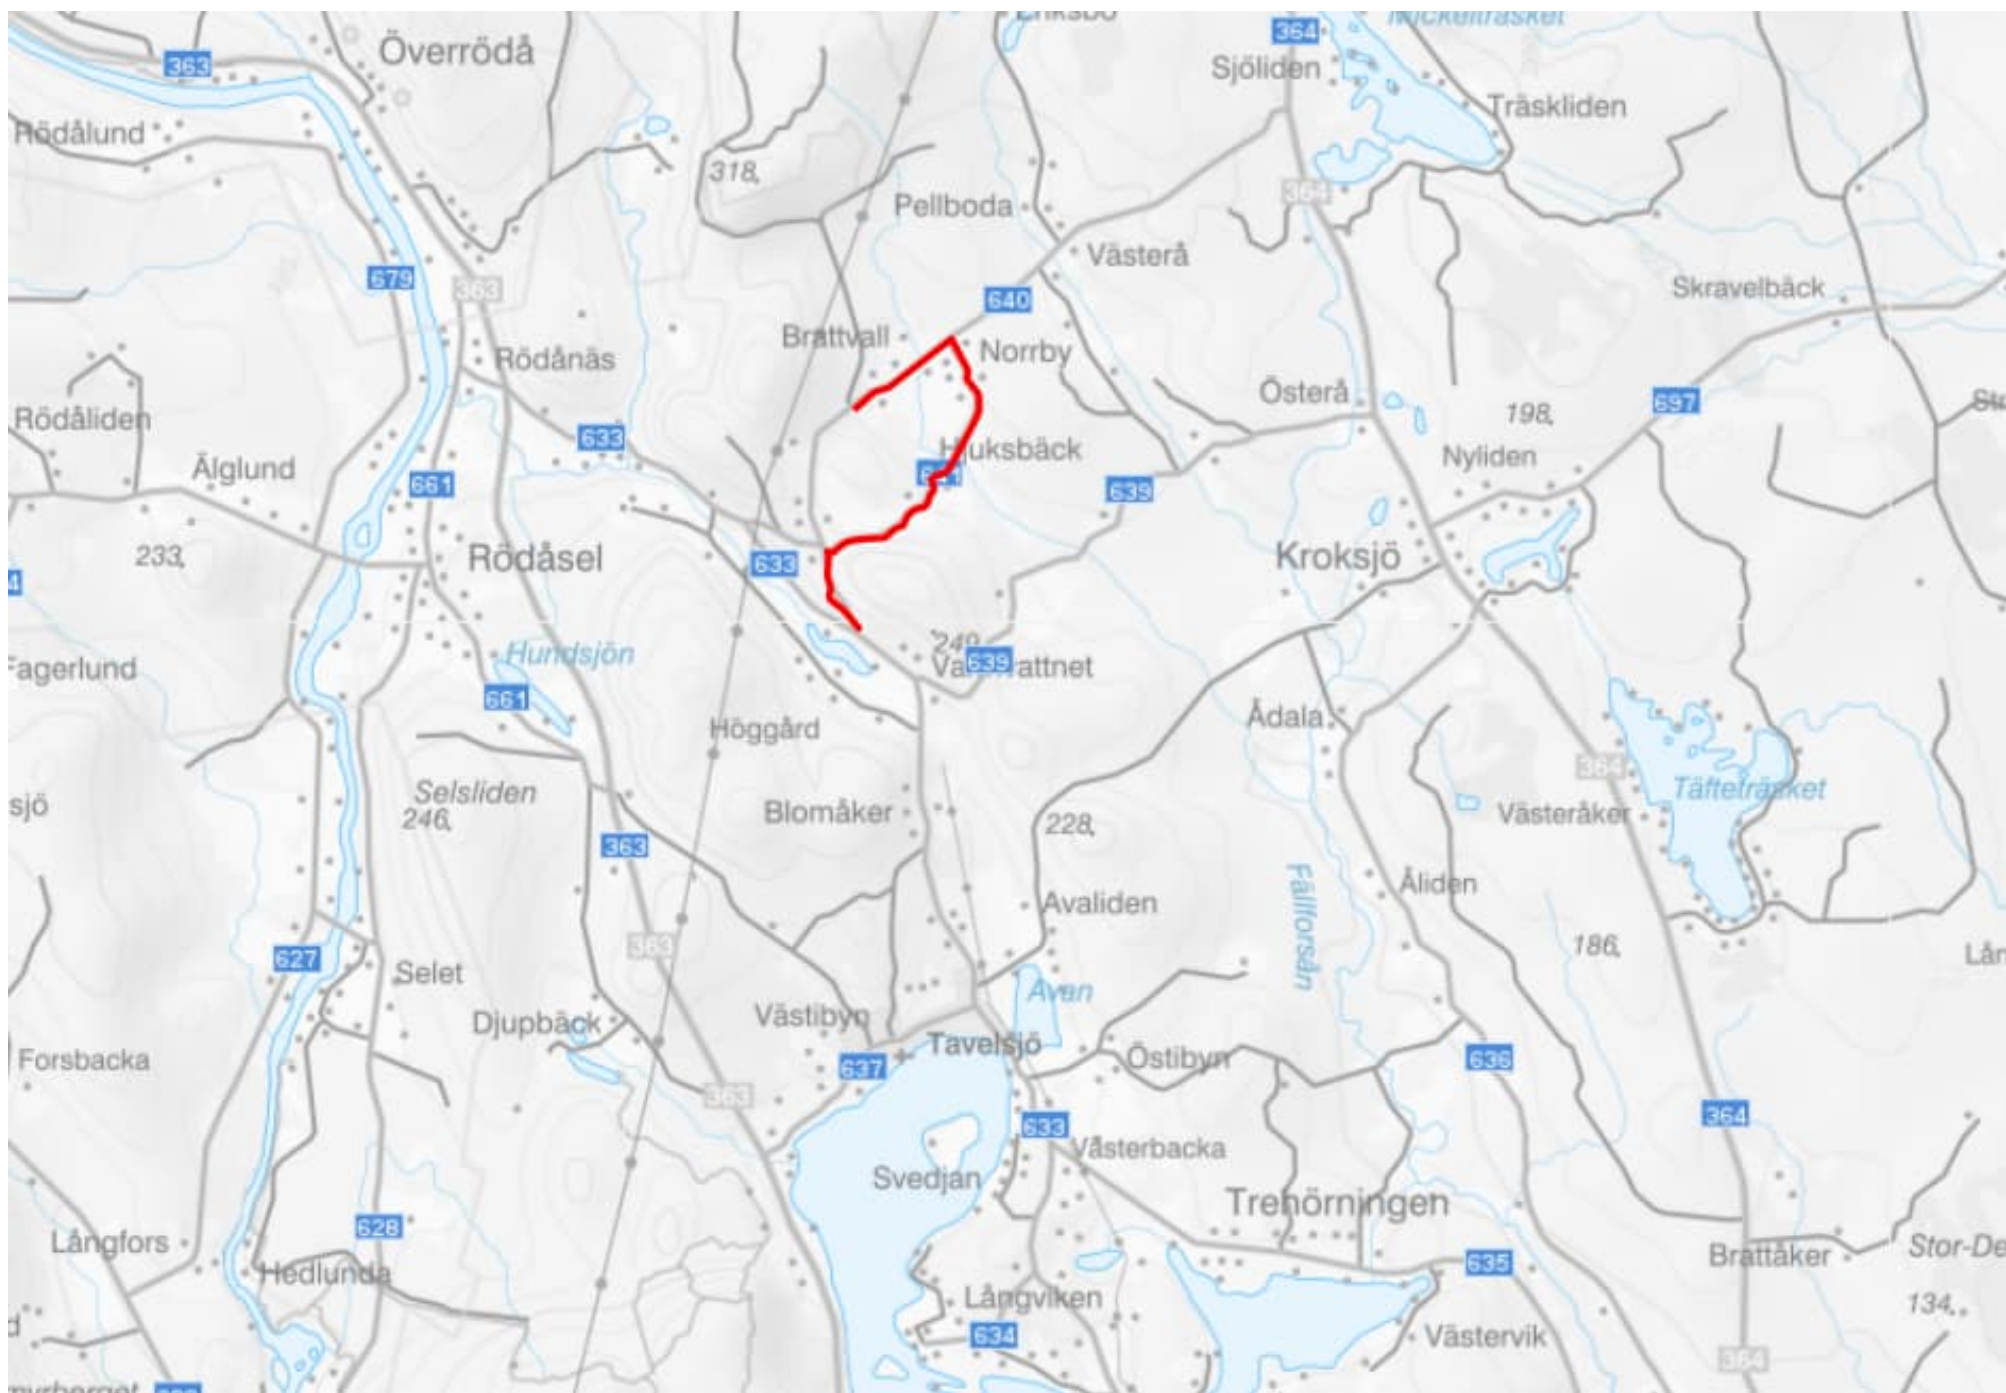 364
363
Överrödå
Sjöliden
Träskliden
Rödålund
318
364
Pellboda
Västerå
679
363
640
Skravelbäck
Brattvall
Norrby
Rödånäs
Österå
697
Rödåliden
198
633
Hjuksbäck
Nyliden
Älglund
661
639
233
Rödåsel
633
Kroksjö
249
Hundsjön
639
Fagerlund
661
Ådala
Höggård
364
Selsliden
246
Täfteträsket
sjö
Blomåker
228
Västeråker
363
Åliden
Avaliden
Fällforsån
363
186
627
Selet
Avan
Västibyn
Djupbäck
Tavelsjö
Östibyn
Forsbacka
637
636
363
633
364
Västerbacka
Svedjan
Trehörningen
628
Långfors
Brattåker
Stor-De
Hedlunda
635
Långviken
134
634
Västervik
364